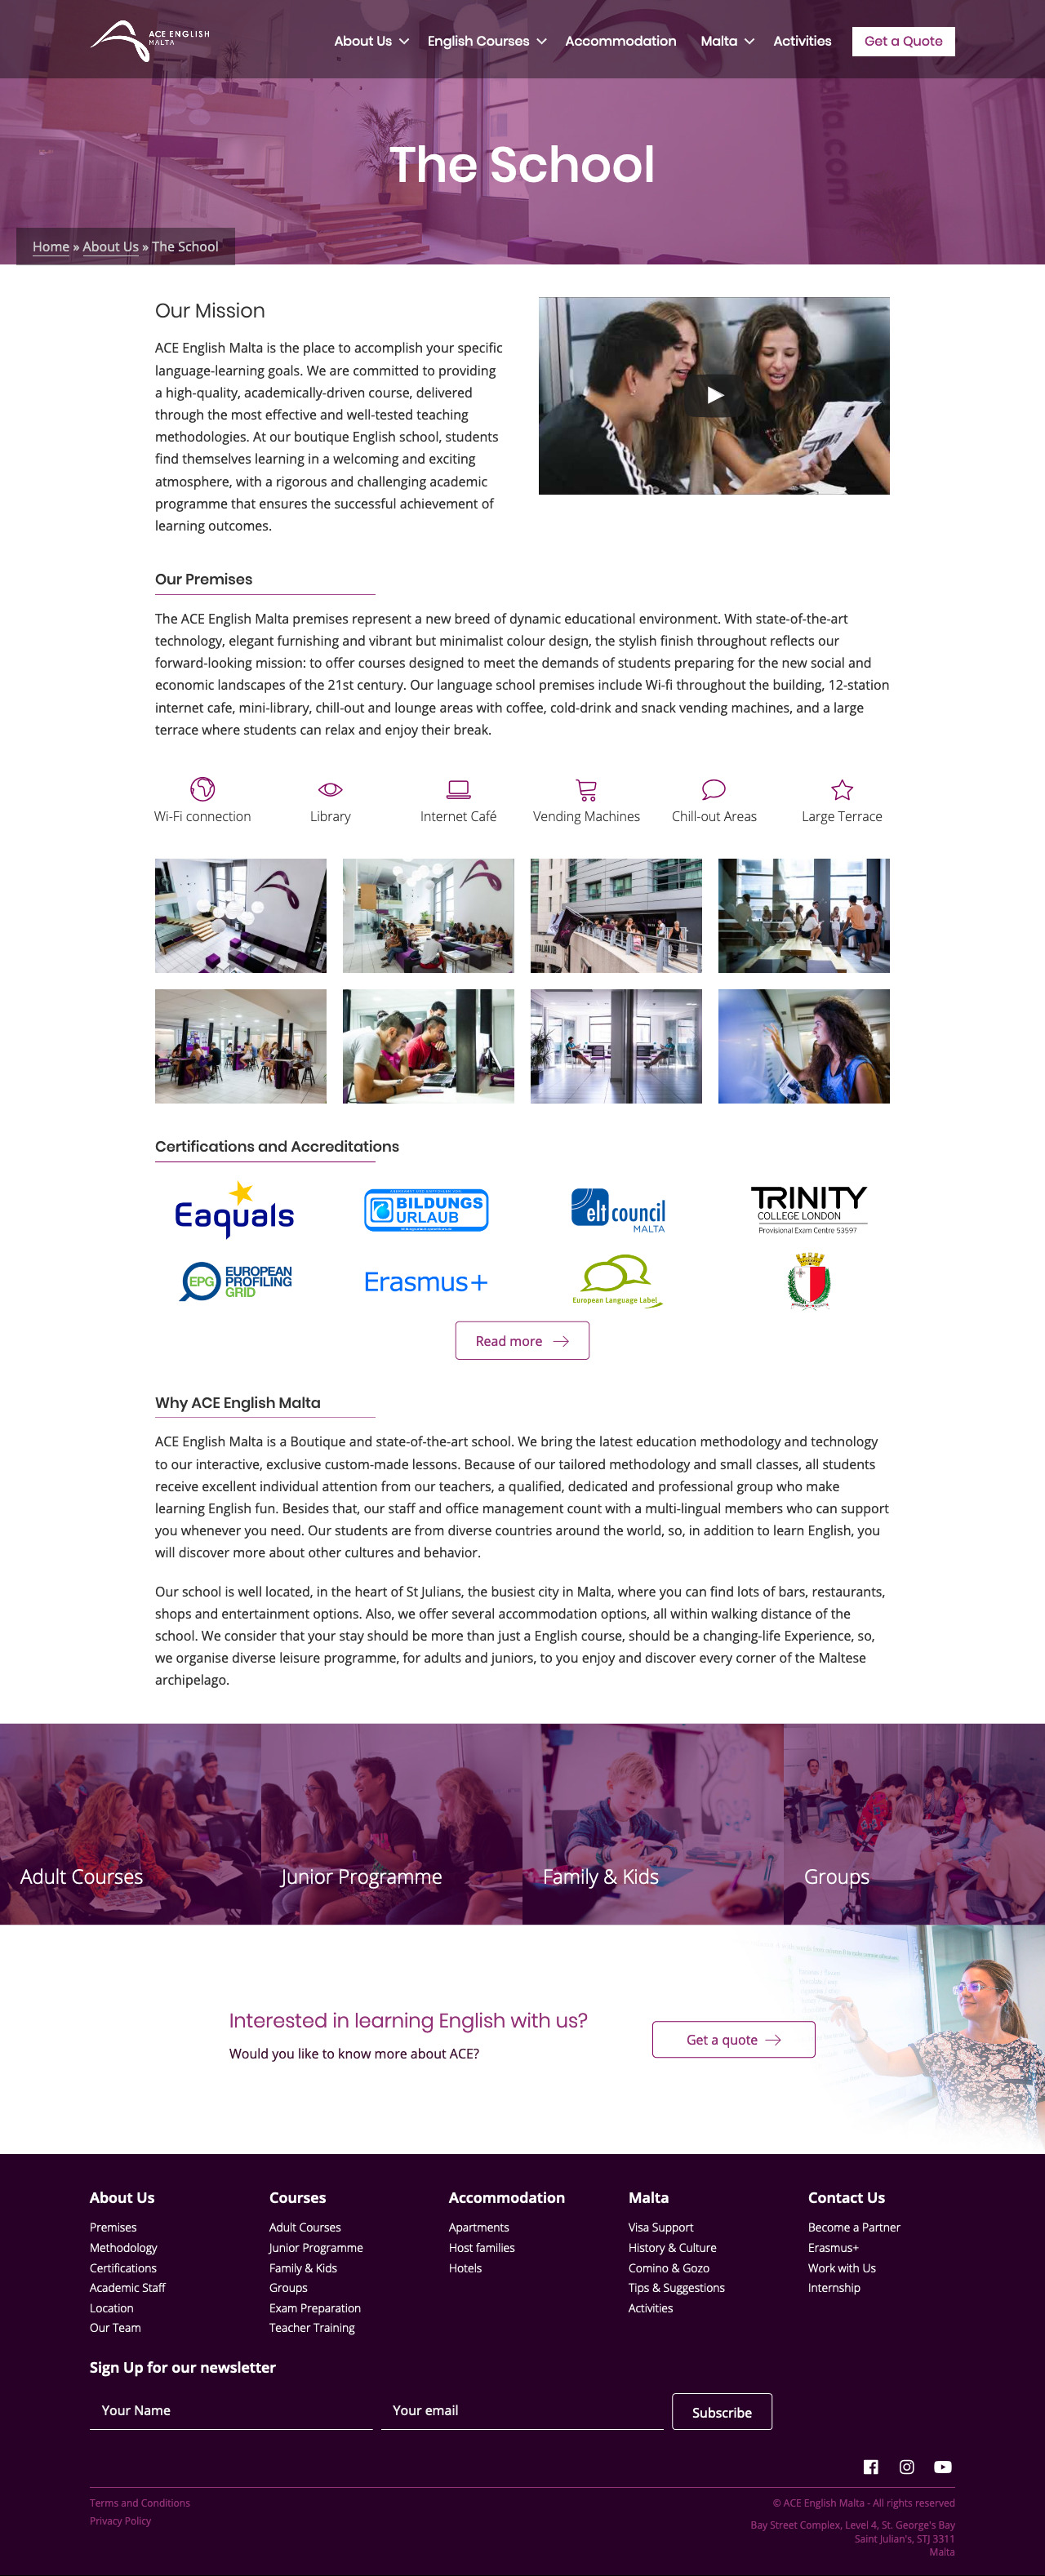 ACE ENGLISH
MALTA
About Us
English Courses
Accommodation
Malta
Activities
Get a Quote
The School
Home » About Us » The School
Our Mission
ACE English Malta is the place to accomplish your specific
language-learning goals. We are committed to providing
a high-quality, academically-driven course, delivered
through the most effective and well-tested teaching
methodologies. At our boutique English school, students
find themselves learning in a welcoming and exciting
atmosphere, with a rigorous and challenging academic
programme that ensures the successful achievement of
learning outcomes.
Our Premises
The ACE English Malta premises represent a new breed of dynamic educational environment. With state-of-the-art
technology, elegant furnishing and vibrant but minimalist colour design, the stylish finish throughout reflects our
forward-looking mission: to offer courses designed to meet the demands of students preparing for the new social and
economic landscapes of the 21st century. Our language school premises include Wi-fi throughout the building, 12-station
internet cafe, mini-library, chill-out and lounge areas with coffee, cold-drink and snack vending machines, and a large
terrace where students can relax and enjoy their break.
Wi-Fi connection
Library
Internet Café
Vending Machines
Chill-out Areas
Large Terrace
Certifications and Accreditations
Eaquals
BILDUNGS
URLAUB
elt council
MALTA
TRINITY
COLLEGE LONDON
Provisional Exam Centre 53597
EPG
EUROPEAN
PROFILING
GRID
Erasmus+
European Language Label
Read more
Why ACE English Malta
ACE English Malta is a Boutique and state-of-the-art school. We bring the latest education methodology and technology
to our interactive, exclusive custom-made lessons. Because of our tailored methodology and small classes, all students
receive excellent individual attention from our teachers, a qualified, dedicated and professional group who make
learning English fun. Besides that, our staff and office management count with a multi-lingual members who can support
you whenever you need. Our students are from diverse countries around the world, so, in addition to learn English, you
will discover more about other cultures and behavior.
Our school is well located, in the heart of St Julians, the busiest city in Malta, where you can find lots of bars, restaurants,
shops and entertainment options. Also, we offer several accommodation options, all within walking distance of the
school. We consider that your stay should be more than just a English course, should be a changing-life Experience, so,
we organise diverse leisure programme, for adults and juniors, to you enjoy and discover every corner of the Maltese
archipelago.
Adult Courses
Junior Programme
Family & Kids
Groups
Interested in learning English with us?
Would you like to know more about ACE?
Get a quote
About Us
Premises
Methodology
Certifications
Academic Staff
Location
Our Team
Courses
Adult Courses
Junior Programme
Family & Kids
Groups
Exam Preparation
Teacher Training
Accommodation
Apartments
Host families
Hotels
Malta
Visa Support
History & Culture
Comino & Gozo
Tips & Suggestions
Activities
Contact Us
Become a Partner
Erasmus+
Work with Us
Internship
Sign Up for our newsletter
Your Name
Your email
Subscribe
Terms and Conditions
Privacy Policy
© ACE English Malta - All rights reserved
Bay Street Complex, Level 4, St. George's Bay
Saint Julian's, STJ 3311
Malta